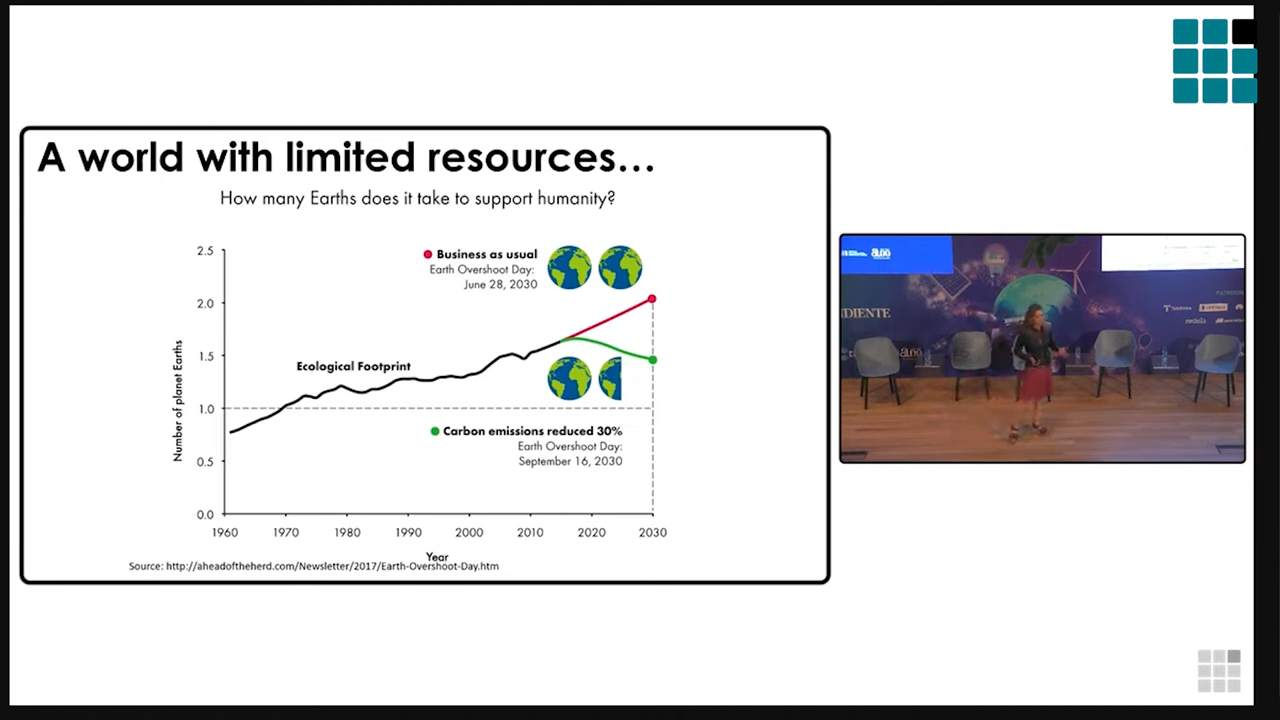 A world with limited resources...
How many Earths does it take to support humanity?
2.5
2.0
1.5
1.0
0.5
0.0
Number of planet Earths
Business as usual
Earth Overshoot Day:
June 28, 2030
Ecological Footprint
Carbon emissions reduced 30%
Earth Overshoot Day:
September 16, 2030
1960 1970 1980 1990 2000 2010 2020 2030
Year
Source: http://aheadoftheherd.com/Newsletter/2017/Earth-Overshoot-Day.htm
NDIENTE
Telefónica
redeia